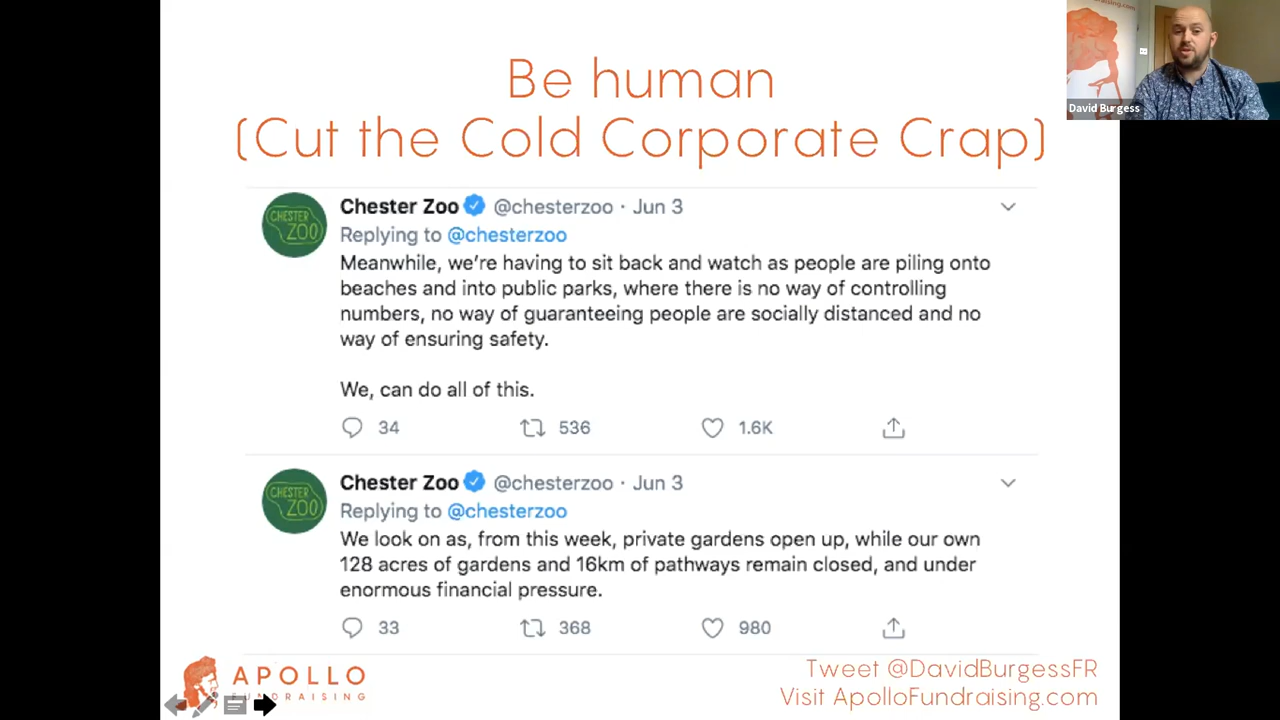 Be human
(Cut the Cold Corporate Crap)
David Burgess
Chester Zoo @chesterzoo · Jun 3
Replying to @chesterzoo
Meanwhile, we're having to sit back and watch as people are piling onto
beaches and into public parks, where there is no way of controlling
numbers, no way of guaranteeing people are socially distanced and no
way of ensuring safety.
We, can do all of this.
34 536 1.6K
CHESTER
ZOO
Chester Zoo @chesterzoo · Jun 3
Replying to @chesterzoo
We look on as, from this week, private gardens open up, while our own
128 acres of gardens and 16km of pathways remain closed, and under
enormous financial pressure.
33 368 980
CHESTER
ZOO
APOLLO
Tweet @DavidBurgessFR
Visit ApolloFundraising.com